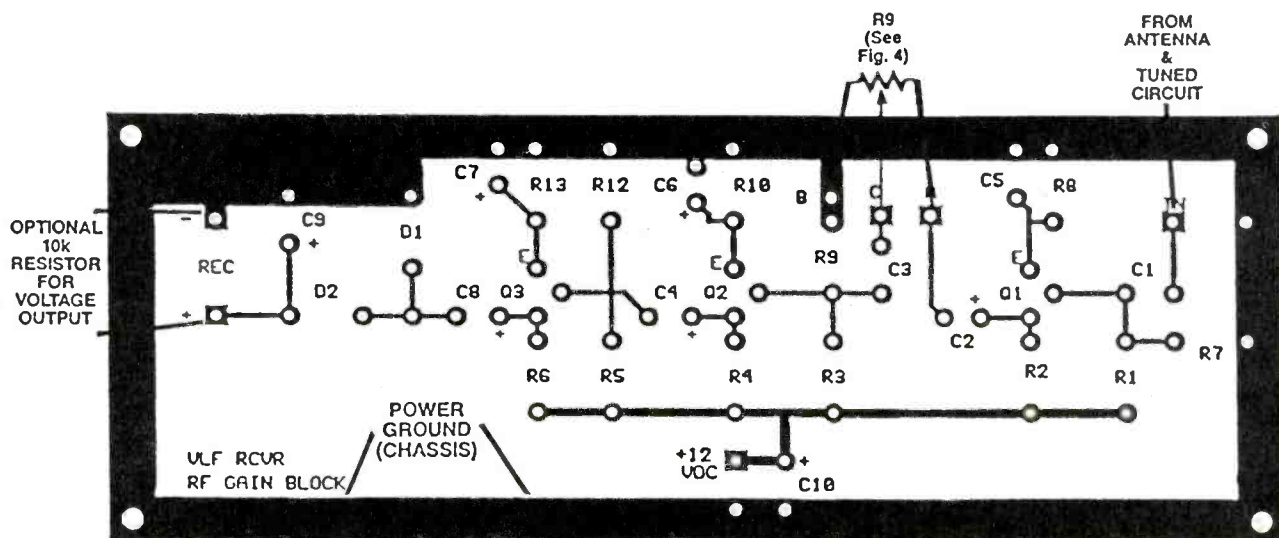 R9
(See
Fig. 4)
FROM
ANTENNA
&
TUNED
CIRCUIT
C7
R13
R12
C6
R10
B
C
C5
R8
+
+
-
C9
+
D1
E
E
R9
C3
E
C1
OPTIONAL
10k
RESISTOR
FOR
VOLTAGE
OUTPUT
REC
+
D2
C8
Q3
C4
Q2
Q1
+
C2
R7
+
+
R6
R5
R4
R3
R2
R1
POWER
GROUND
(CHASSIS)
+12
VDC
+
C10
VLF RCVR
RF GAIN BLOCK